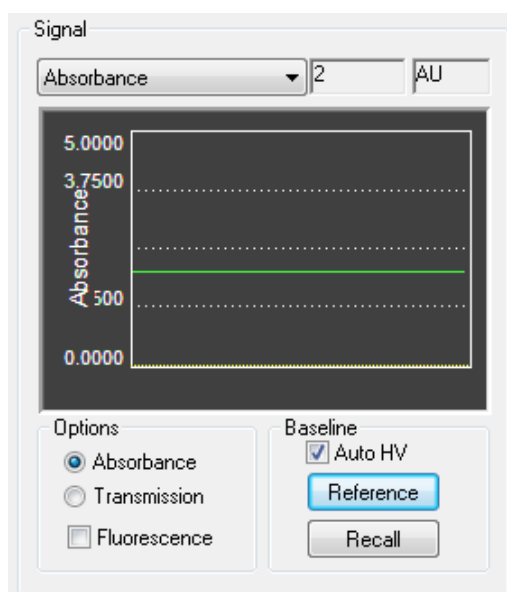 Signal
Absorbance 2 AU
5.0000
3.7500
Absorbance
500
0.0000
Options
Absorbance
Transmission
Fluorescence
Baseline
Auto HV
Reference
Recall